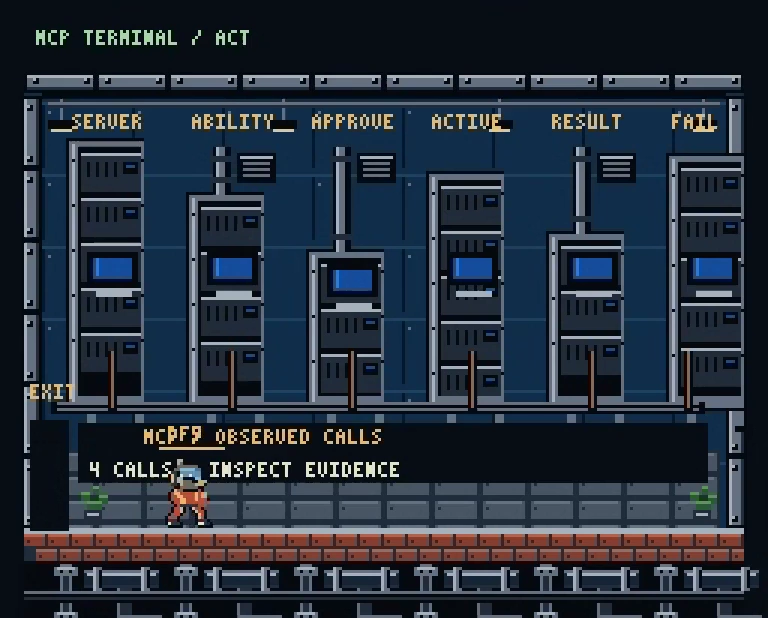 MCP TERMINAL / ACT
SERVER ABILITY APPROVE ACTIVE RESULT FAIL
EXIT
OBSERVED CALLS
4 CALLS INSPECT EVIDENCE